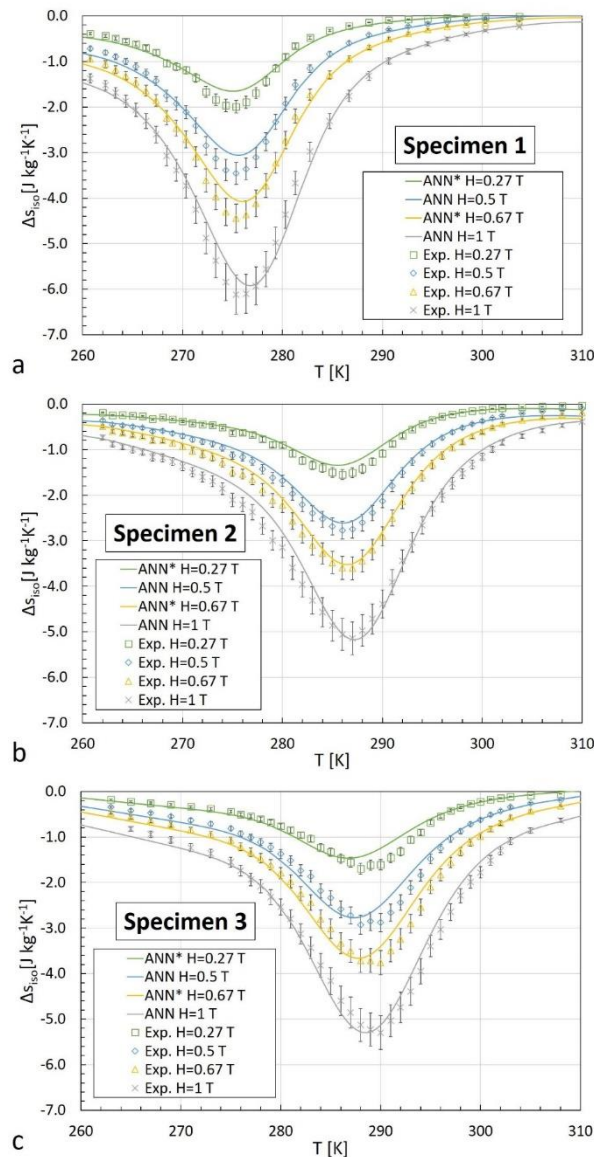 0.0
-1.0
-2.0
-3.0
-4.0
-5.0
-6.0
-7.0
Δs_iso[J kg⁻¹K⁻¹]
Specimen 1
ANN* H=0.27 T
ANN H=0.5 T
ANN* H=0.67 T
ANN H=1 T
Exp. H=0.27 T
Exp. H=0.5 T
Exp. H=0.67 T
Exp. H=1 T
260 270 280 290 300 310
T [K]
a
0.0
-1.0
-2.0
-3.0
-4.0
-5.0
-6.0
-7.0
Δs_iso[J kg⁻¹K⁻¹]
Specimen 2
ANN* H=0.27 T
ANN H=0.5 T
ANN* H=0.67 T
ANN H=1 T
Exp. H=0.27 T
Exp. H=0.5 T
Exp. H=0.67 T
Exp. H=1 T
260 270 280 290 300 310
T [K]
b
0.0
-1.0
-2.0
-3.0
-4.0
-5.0
-6.0
-7.0
Δs_iso[J kg⁻¹K⁻¹]
Specimen 3
ANN* H=0.27 T
ANN H=0.5 T
ANN* H=0.67 T
ANN H=1 T
Exp. H=0.27 T
Exp. H=0.5 T
Exp. H=0.67 T
Exp. H=1 T
260 270 280 290 300 310
T [K]
c